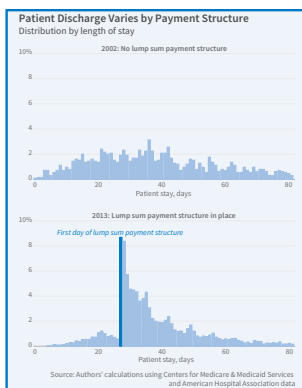 Patient Discharge Varies by Payment Structure
Distribution by length of stay
2002: No lump sum payment structure
10%
8
6
4
2
0
0 20 40 60 80
Patient stay, days
2013: Lump sum payment structure in place
10%
First day of lump sum payment structure
8
6
4
2
0
0 20 40 60 80
Patient stay, days
Source: Authors' calculations using Centers for Medicare & Medicaid Services
and American Hospital Association data